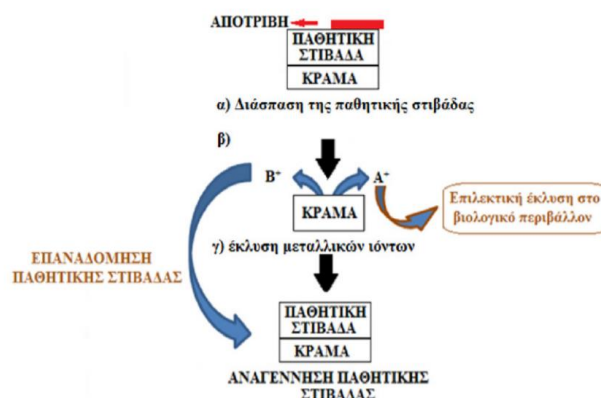 ΑΠΟΤΡΙΒΗ
ΠΑΘΗΤΙΚΗ
ΣΤΙΒΑΔΑ
ΚΡΑΜΑ
α) Διάσπαση της παθητικής στιβάδας
β)
Β⁺
Α⁺
ΚΡΑΜΑ
Επιλεκτική έκλυση στο
βιολογικό περιβάλλον
γ) έκλυση μεταλλικών ιόντων
ΕΠΑΝΑΔΟΜΗΣΗ
ΠΑΘΗΤΙΚΗΣ ΣΤΙΒΑΔΑΣ
ΠΑΘΗΤΙΚΗ
ΣΤΙΒΑΔΑ
ΚΡΑΜΑ
ΑΝΑΓΕΝΝΗΣΗ ΠΑΘΗΤΙΚΗΣ
ΣΤΙΒΑΔΑΣ